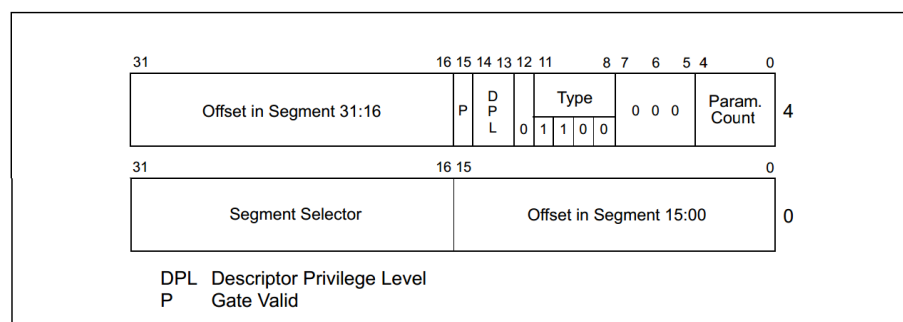 31 16 15 14 13 12 11 8 7 6 5 4 0
Offset in Segment 31:16 P D P L 0 Type 1 1 0 0 0 0 0 Param. Count 4
31 16 15 0
Segment Selector Offset in Segment 15:00 0
DPL Descriptor Privilege Level
P Gate Valid